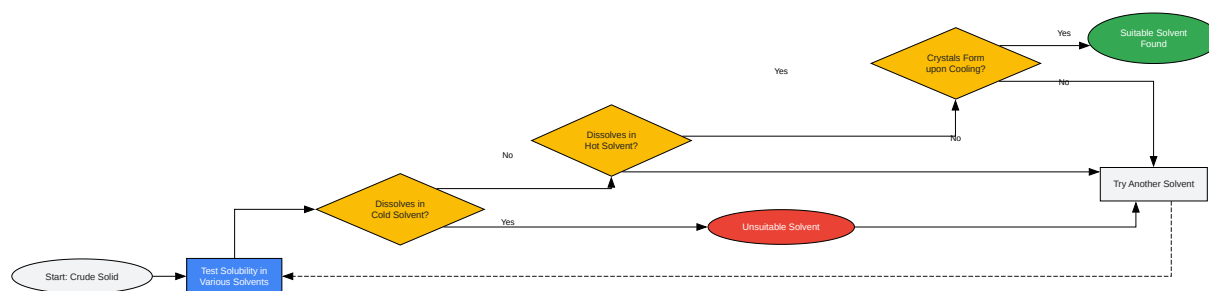 Suitable Solvent
Found
Yes
Crystals Form
upon Cooling?
Yes
No
Dissolves in
Hot Solvent?
No
No
Try Another Solvent
Dissolves in
Cold Solvent?
Yes
Unsuitable Solvent
Start: Crude Solid
Test Solubility in
Various Solvents